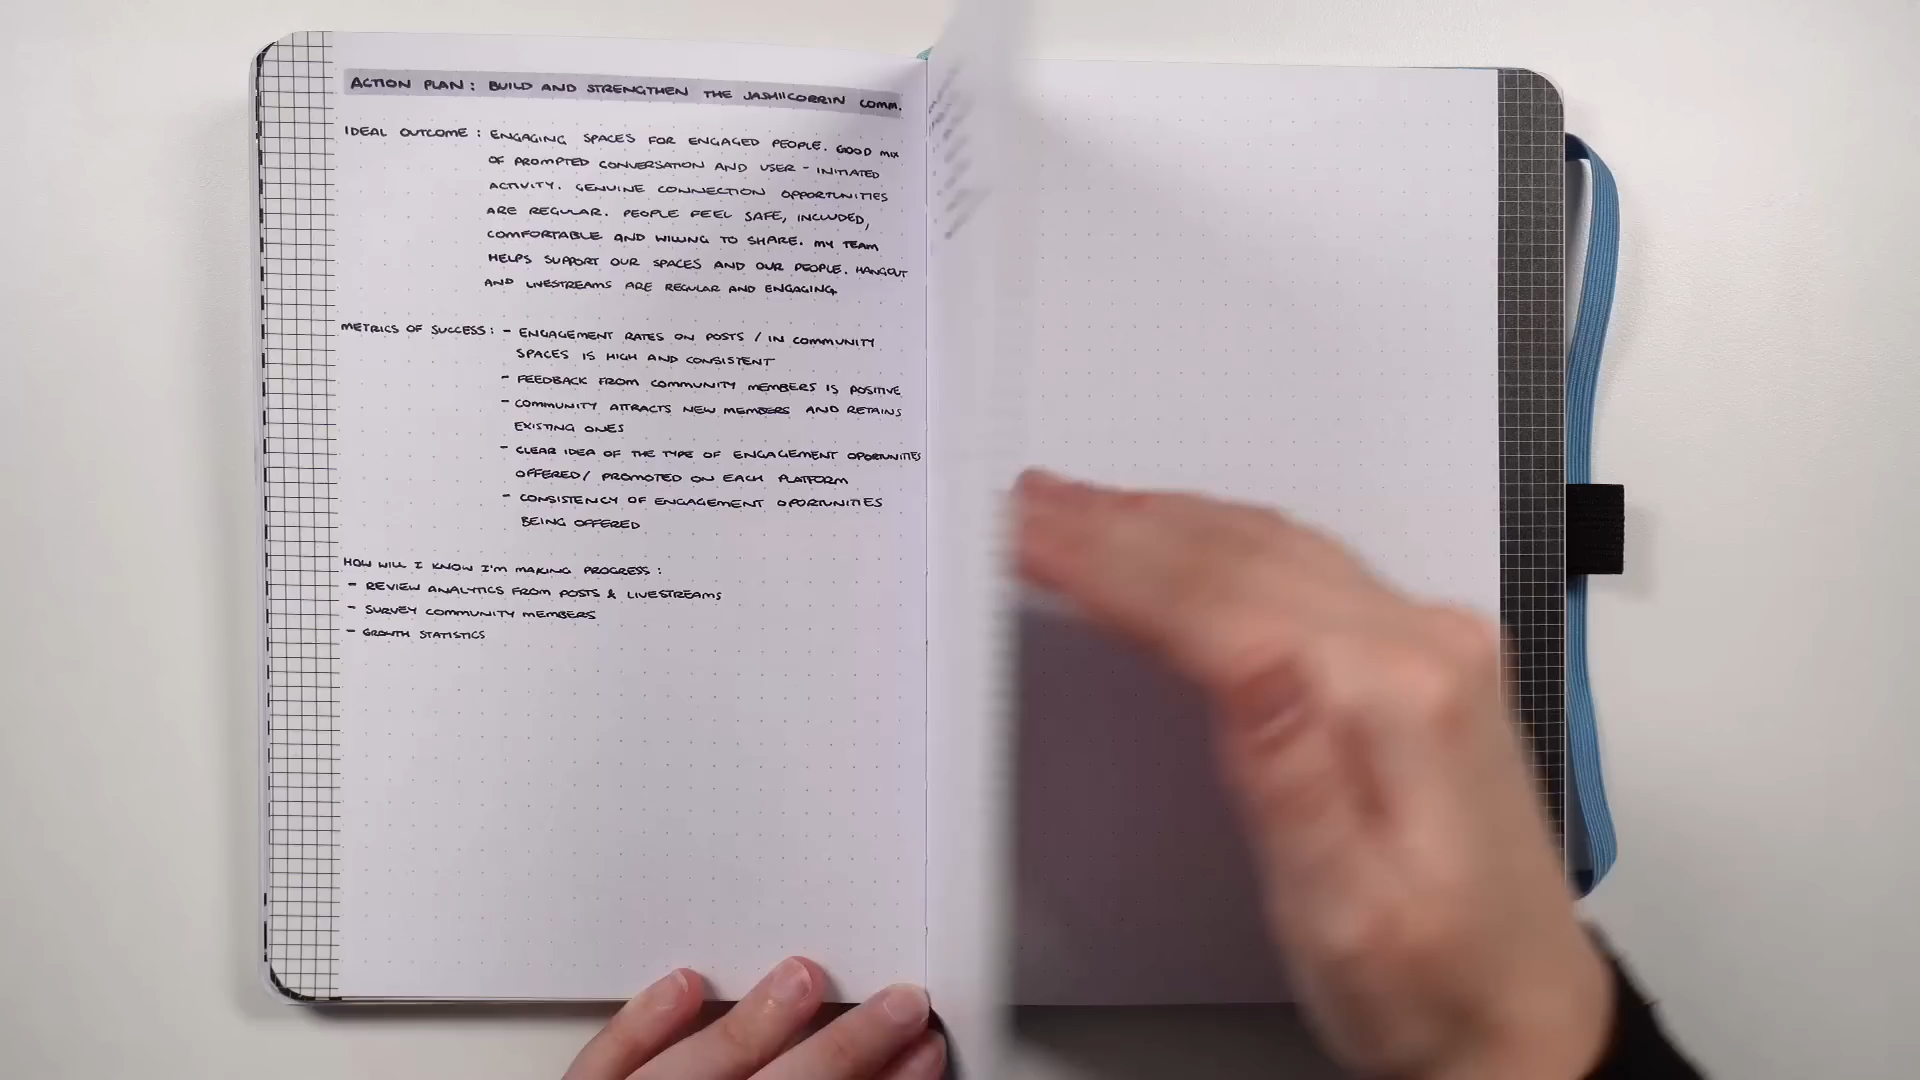 ACTION PLAN: BUILD AND STRENGTHEN THE JASHIICORRIN COMM.
IDEAL OUTCOME: ENGAGING SPACES FOR ENGAGED PEOPLE. GOOD MIX
OF PROMPTED CONVERSATION AND USER-INITIATED
ACTIVITY. GENUINE CONNECTION OPPORTUNITIES
ARE REGULAR. PEOPLE FEEL SAFE, INCLUDED,
COMFORTABLE AND WILLING TO SHARE. MY TEAM
HELPS SUPPORT OUR SPACES AND OUR PEOPLE. HANGOUT
AND LIVESTREAMS ARE REGULAR AND ENGAGING.
METRICS OF SUCCESS: - ENGAGEMENT RATES ON POSTS / IN COMMUNITY
SPACES IS HIGH AND CONSISTENT
- FEEDBACK FROM COMMUNITY MEMBERS IS POSITIVE
- COMMUNITY ATTRACTS NEW MEMBERS AND RETAINS
EXISTING ONES
- CLEAR IDEA OF THE TYPE OF ENGAGEMENT OPORTUNITIES
OFFERED/ PROMOTED ON EACH PLATFORM
- CONSISTENCY OF ENGAGEMENT OPORTUNITIES
BEING OFFERED
HOW WILL I KNOW I'M MAKING PROGRESS:
- REVIEW ANALYTICS FROM POSTS & LIVESTREAMS
- SURVEY COMMUNITY MEMBERS
- GROWTH STATISTICS